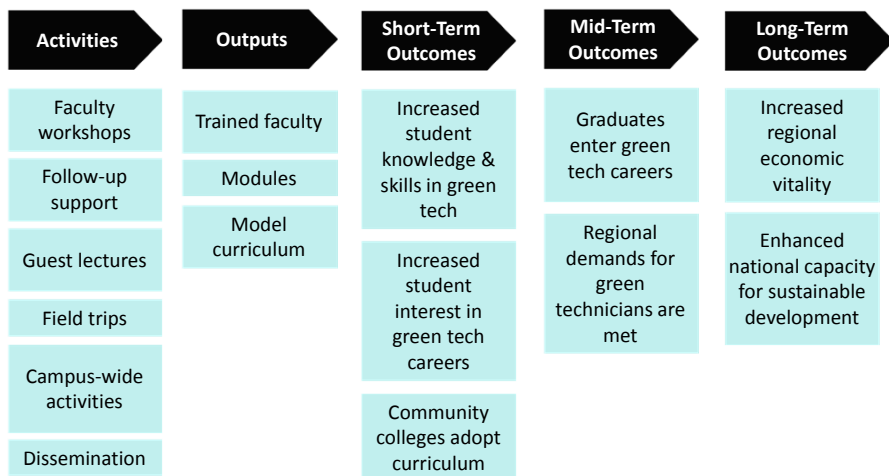 Activities
Faculty
workshops
Follow-up
support
Guest lectures
Field trips
Campus-wide
activities
Dissemination
Outputs
Trained faculty
Modules
Model
curriculum
Short-Term
Outcomes
Increased
student
knowledge &
skills in green
tech
Increased
student
interest in
green tech
careers
Community
colleges adopt
curriculum
Mid-Term
Outcomes
Graduates
enter green
tech careers
Regional
demands for
green
technicians are
met
Long-Term
Outcomes
Increased
regional
economic
vitality
Enhanced
national capacity
for sustainable
development